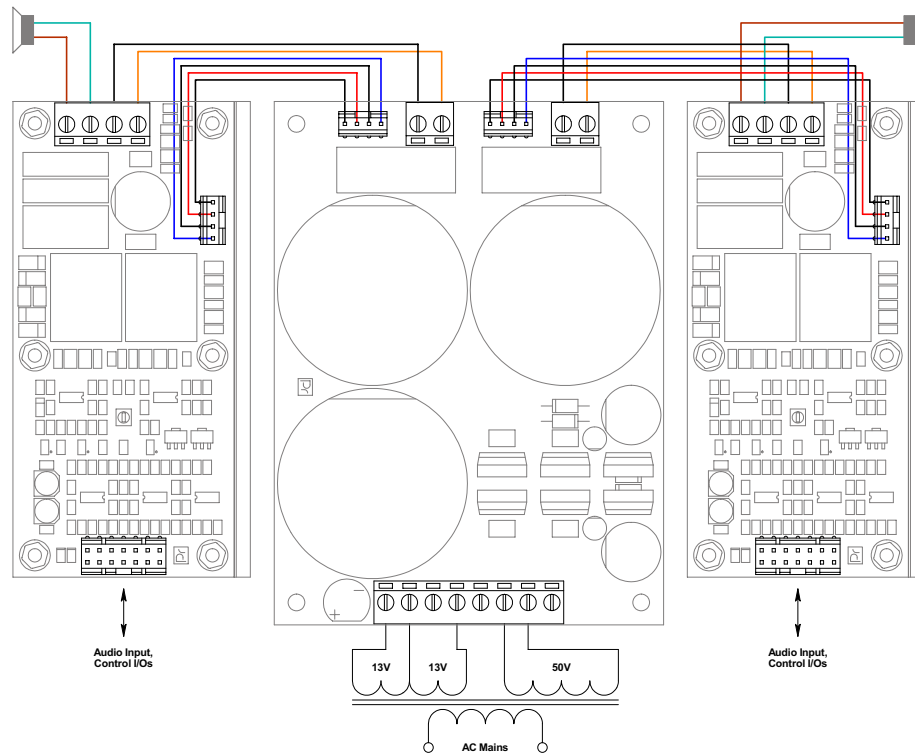 13V
13V
50V
Audio Input,
Control I/Os
Audio Input,
Control I/Os
AC Mains